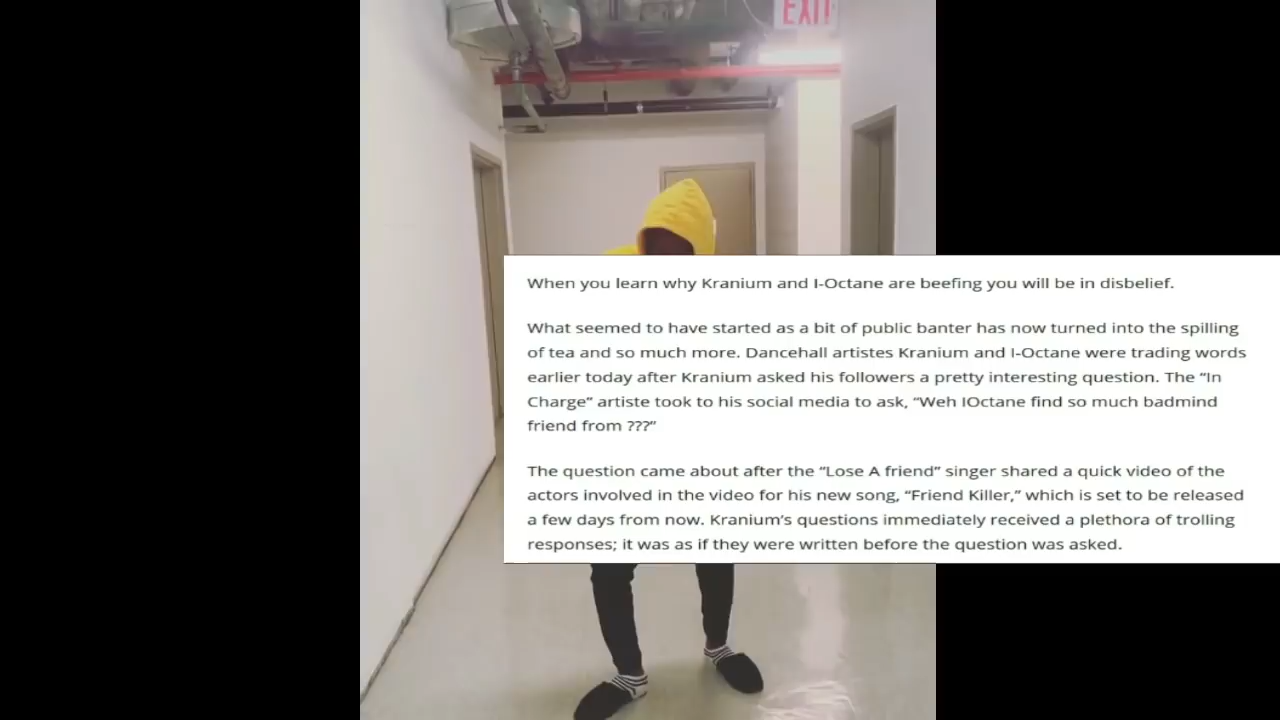 EXIT
When you learn why Kranium and I-Octane are beefing you will be in disbelief.
What seemed to have started as a bit of public banter has now turned into the spilling
of tea and so much more. Dancehall artistes Kranium and I-Octane were trading words
earlier today after Kranium asked his followers a pretty interesting question. The “In
Charge” artiste took to his social media to ask, “Weh IOctane find so much badmind
friend from ???”
The question came about after the “Lose A friend” singer shared a quick video of the
actors involved in the video for his new song, “Friend Killer,” which is set to be released
a few days from now. Kranium’s questions immediately received a plethora of trolling
responses; it was as if they were written before the question was asked.